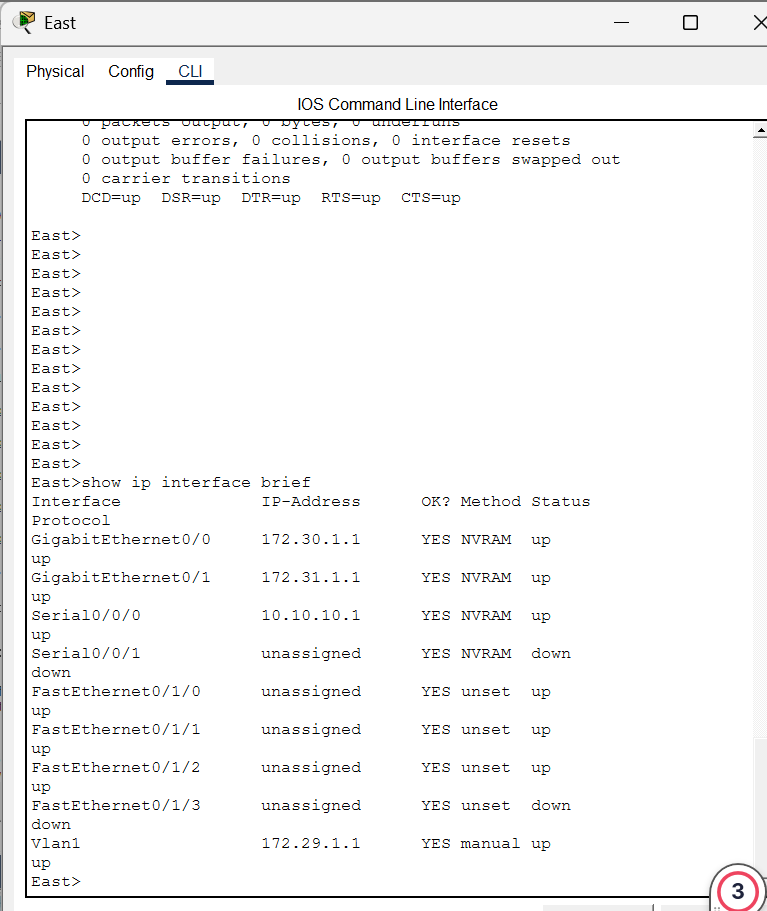 East
Physical Config CLI
IOS Command Line Interface
0 packets output, 0 bytes, 0 underruns
0 output errors, 0 collisions, 0 interface resets
0 output buffer failures, 0 output buffers swapped out
0 carrier transitions
DCD=up DSR=up DTR=up RTS=up CTS=up
East>
East>
East>
East>
East>
East>
East>
East>
East>
East>
East>
East>
East>
East>show ip interface brief
Interface IP-Address OK? Method Status
Protocol
GigabitEthernet0/0 172.30.1.1 YES NVRAM up
up
GigabitEthernet0/1 172.31.1.1 YES NVRAM up
up
Serial0/0/0 10.10.10.1 YES NVRAM up
up
Serial0/0/1 unassigned YES NVRAM down
down
FastEthernet0/1/0 unassigned YES unset up
up
FastEthernet0/1/1 unassigned YES unset up
up
FastEthernet0/1/2 unassigned YES unset up
up
FastEthernet0/1/3 unassigned YES unset down
down
Vlan1 172.29.1.1 YES manual up
up
East>
3